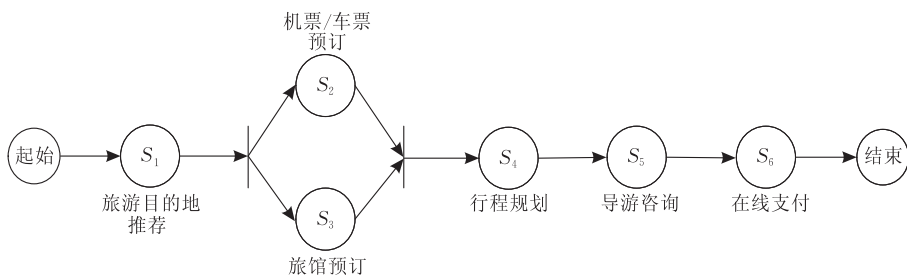 机票/车票
预订
S2
起始
S1
旅游目的地
推荐
S3
旅馆预订
S4
行程规划
S5
导游咨询
S6
在线支付
结束